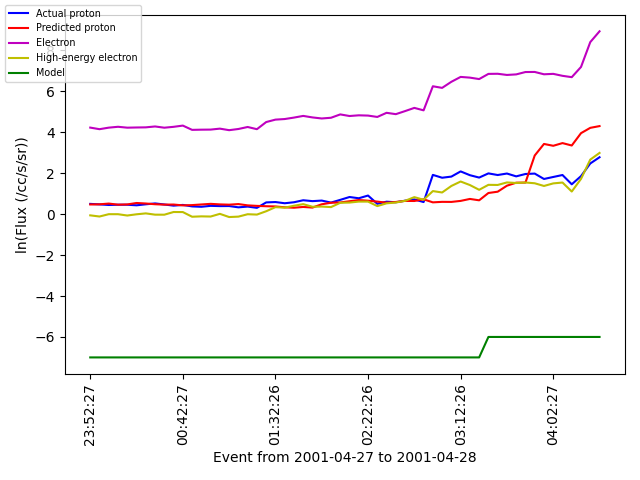 Actual proton
Predicted proton
Electron
High-energy electron
Model
8
6
4
2
0
−2
−4
−6
ln(Flux (/cc/s/sr))
23:52:27
00:42:27
01:32:26
02:22:26
03:12:26
04:02:27
Event from 2001-04-27 to 2001-04-28